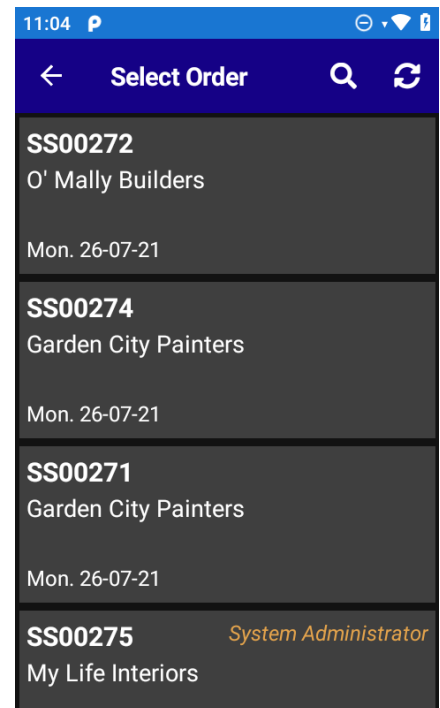 11:04
Select Order
SS00272
O' Mally Builders
Mon. 26-07-21
SS00274
Garden City Painters
Mon. 26-07-21
SS00271
Garden City Painters
Mon. 26-07-21
SS00275 System Administrator
My Life Interiors